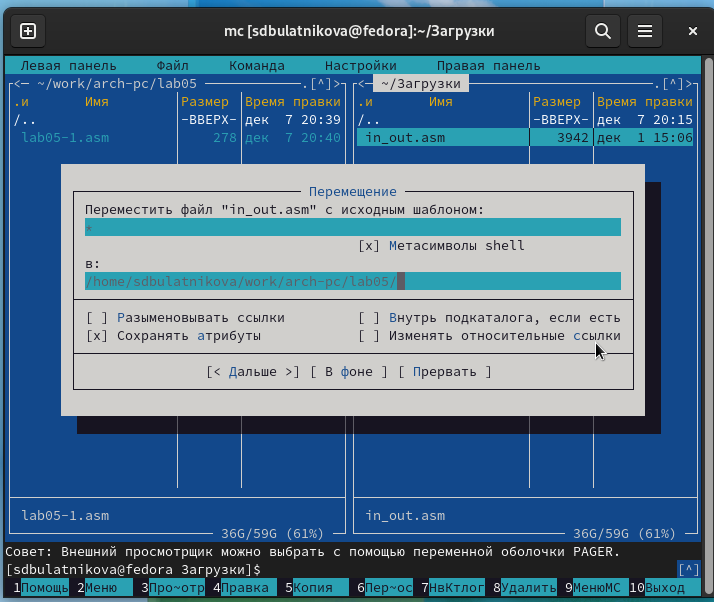 mc [sdbulatnikova@fedora]:~/Загрузки
Левая панель Файл Команда Настройки Правая панель
<— ~/work/arch-pc/lab05 .[^]> <— ~/Загрузки .[^]>
.и Имя Размер Время правки .и Имя Размер Время правки
/.. -ВВЕРХ- дек 7 20:39 /.. -ВВЕРХ- дек 7 20:15
lab05-1.asm 278 дек 7 20:40 in_out.asm 3942 дек 1 15:06
Перемещение
Переместить файл "in_out.asm" с исходным шаблоном:
*
[x] Метасимволы shell
в:
/home/sdbulatnikova/work/arch-pc/lab05/
[ ] Разыменовывать ссылки [ ] Внутрь подкаталога, если есть
[x] Сохранять атрибуты [ ] Изменять относительные ссылки
[< Дальше >] [ В фоне ] [ Прервать ]
lab05-1.asm in_out.asm
36G/59G (61%) 36G/59G (61%)
Совет: Внешний просмотрщик можно выбрать с помощью переменной оболочки PAGER.
[sdbulatnikova@fedora Загрузки]$ [^]
1Помощь 2Меню 3Про~отр 4Правка 5Копия 6Пер~ос 7НвКтлог 8Удалить 9МенюМС 10Выход